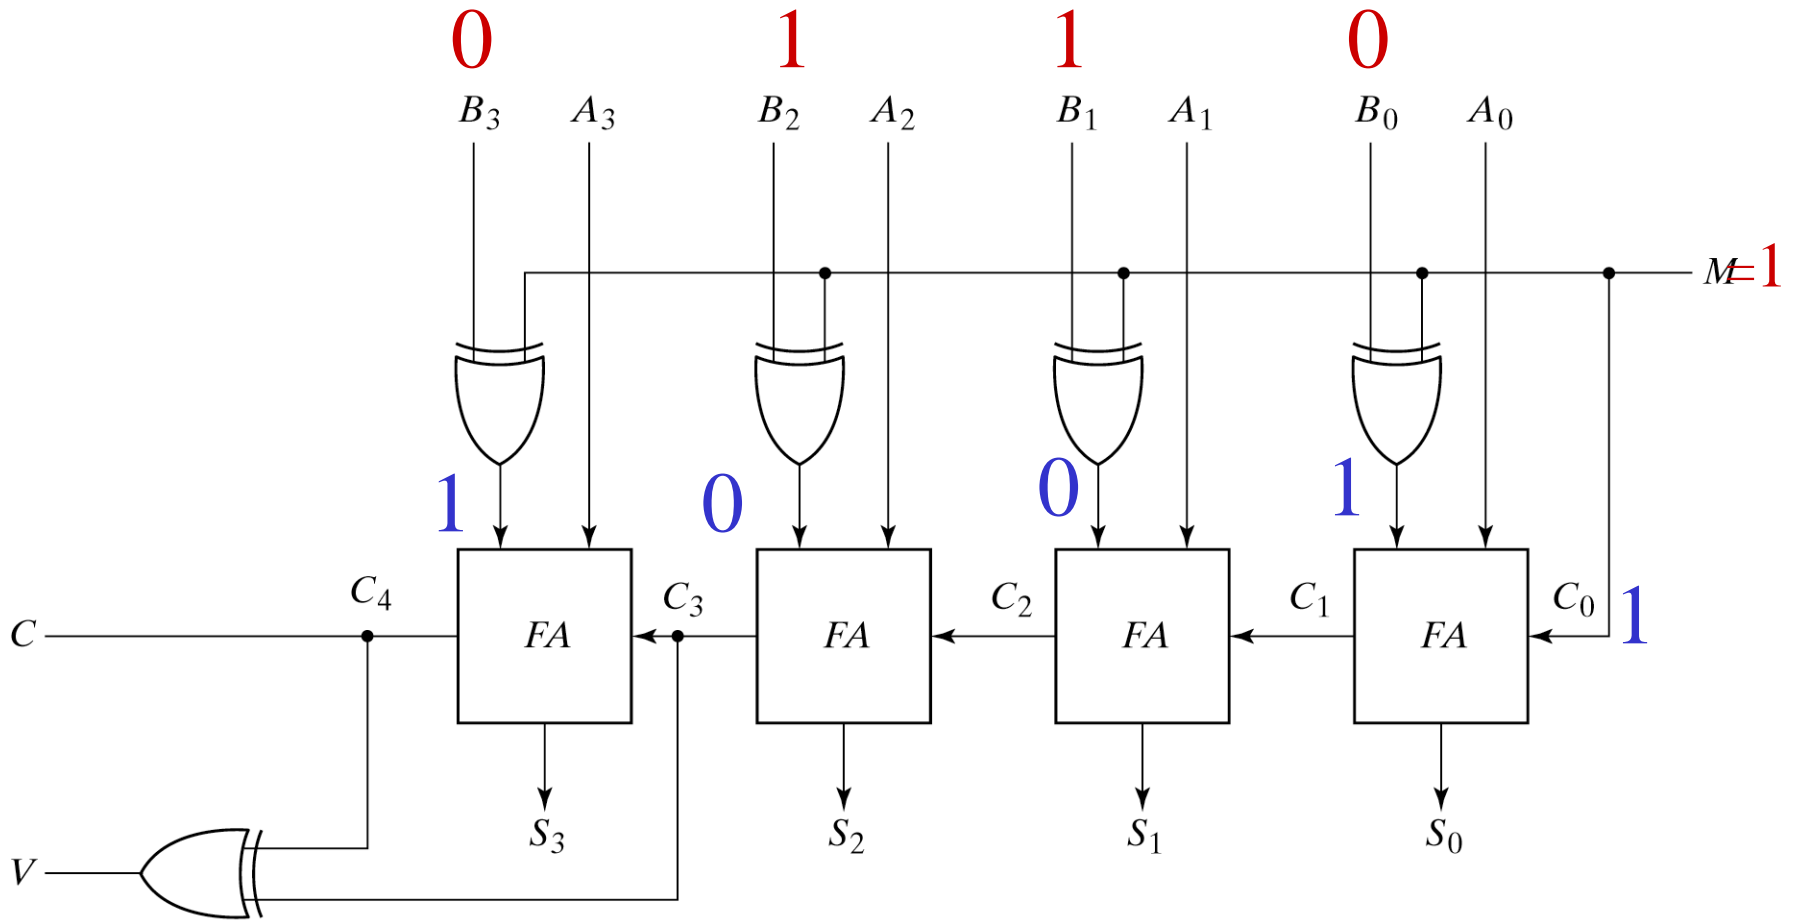 0 1 1 0
B3 A3 B2 A2 B1 A1 B0 A0
M=1
1 0 0 1
C4 C3 C2 C1 C0 1
C FA FA FA FA
S3 S2 S1 S0
V